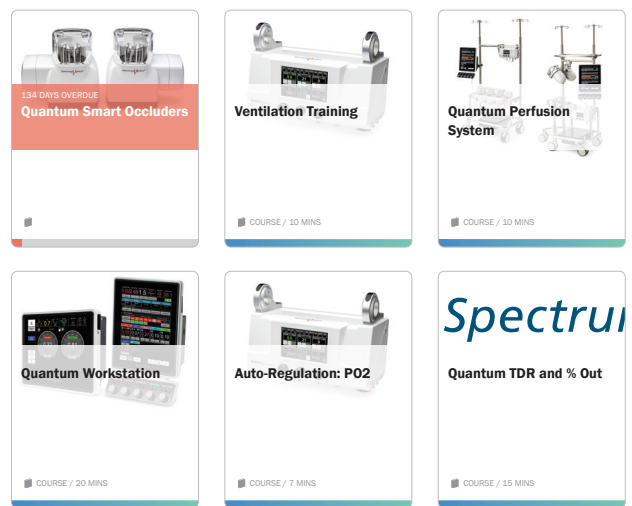 134 DAYS OVERDUE
Quantum Smart Occluders
Ventilation Training
COURSE / 10 MINS
Quantum Perfusion
System
COURSE / 10 MINS
Quantum Workstation
COURSE / 20 MINS
Auto-Regulation: PO2
COURSE / 7 MINS
Spectru
Quantum TDR and % Out
COURSE / 15 MINS